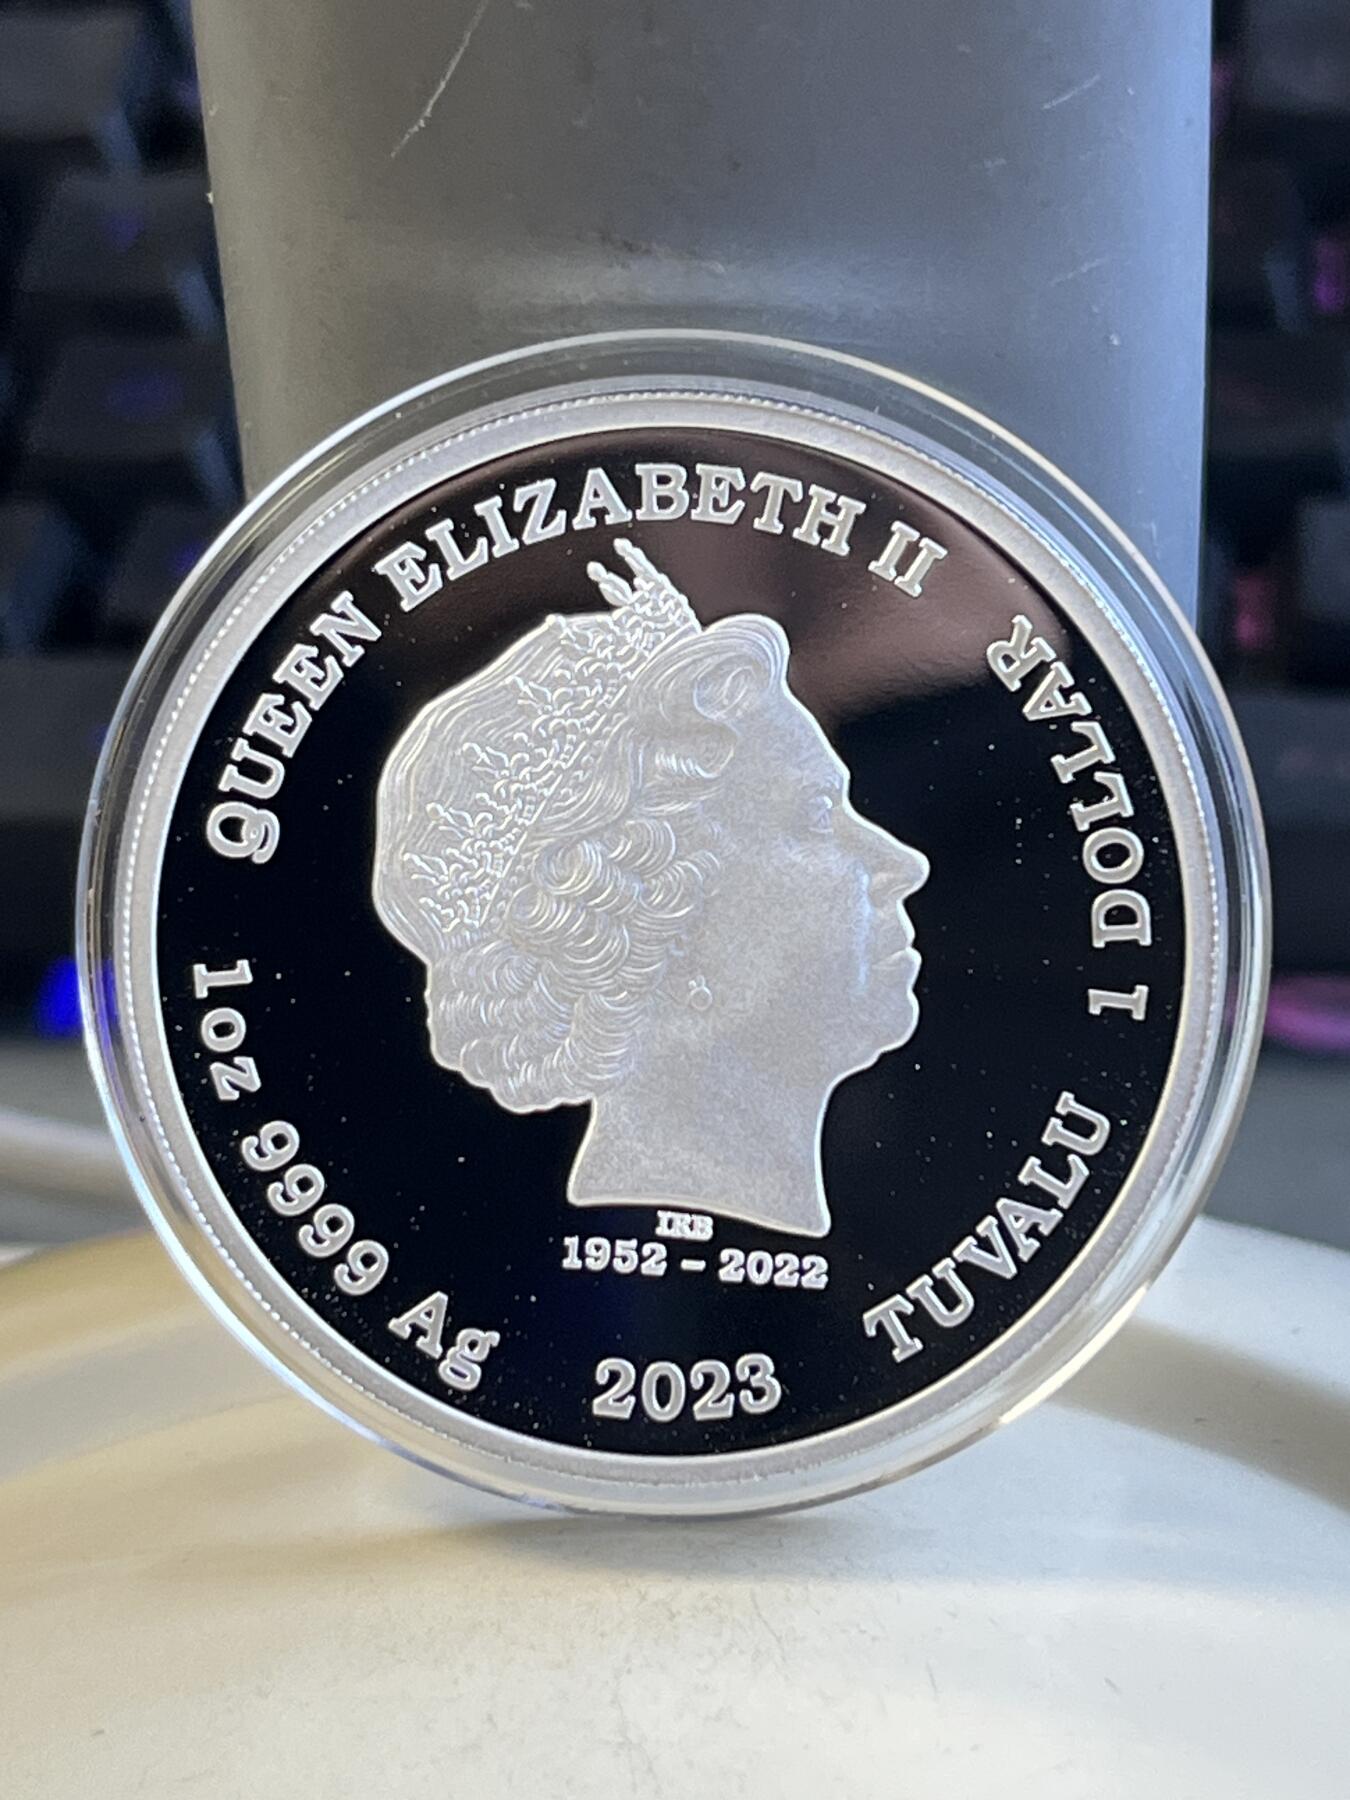 QUEEN ELIZABETH II
1 DOLLAR
TUVALU
1oz 9999 Ag
IRB
1952 – 2022
2023